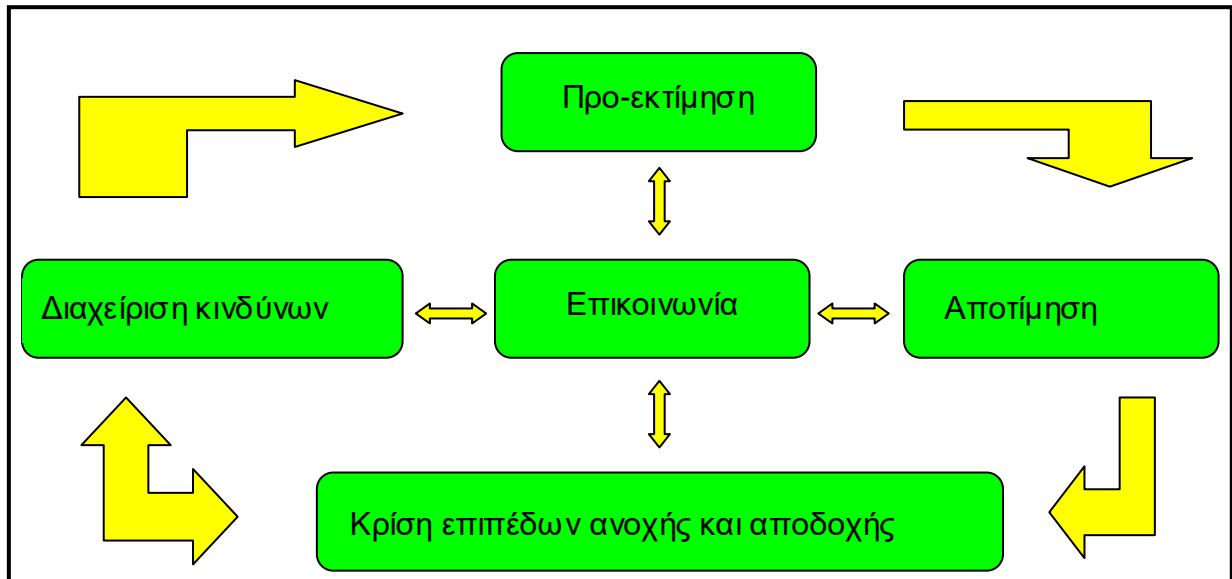 Προ-εκτίμηση
Διαχείριση κινδύνων
Επικοινωνία
Αποτίμηση
Κρίση επιπέδων ανοχής και αποδοχής